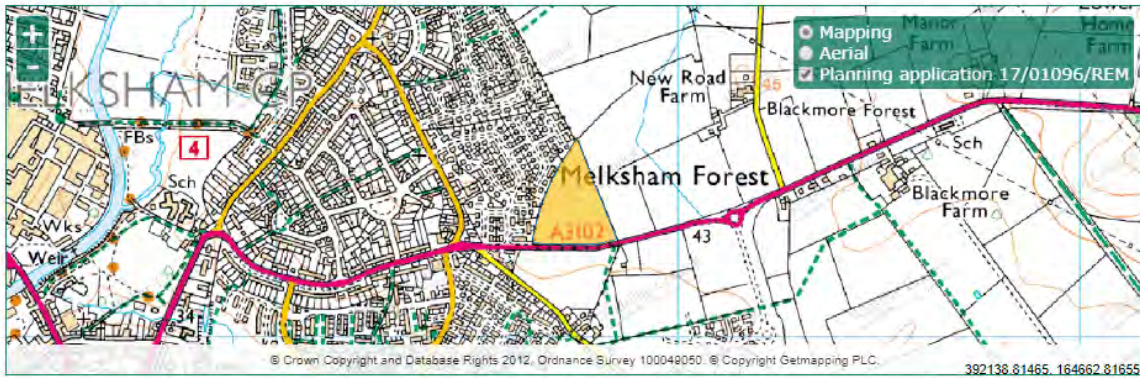 +
-
Mapping
Aerial
Planning application 17/01096/REM
Manor
Farm
Home
Farm
ELKSHAM CP
New Road
Farm
45
Blackmore Forest
FBs
4
Sch
Sch
Melksham Forest
Blackmore
Farm
Wks
Weir
A3102
43
34
© Crown Copyright and Database Rights 2012, Ordnance Survey 100049050. © Copyright Getmapping PLC.
392138.81465, 164662.81655